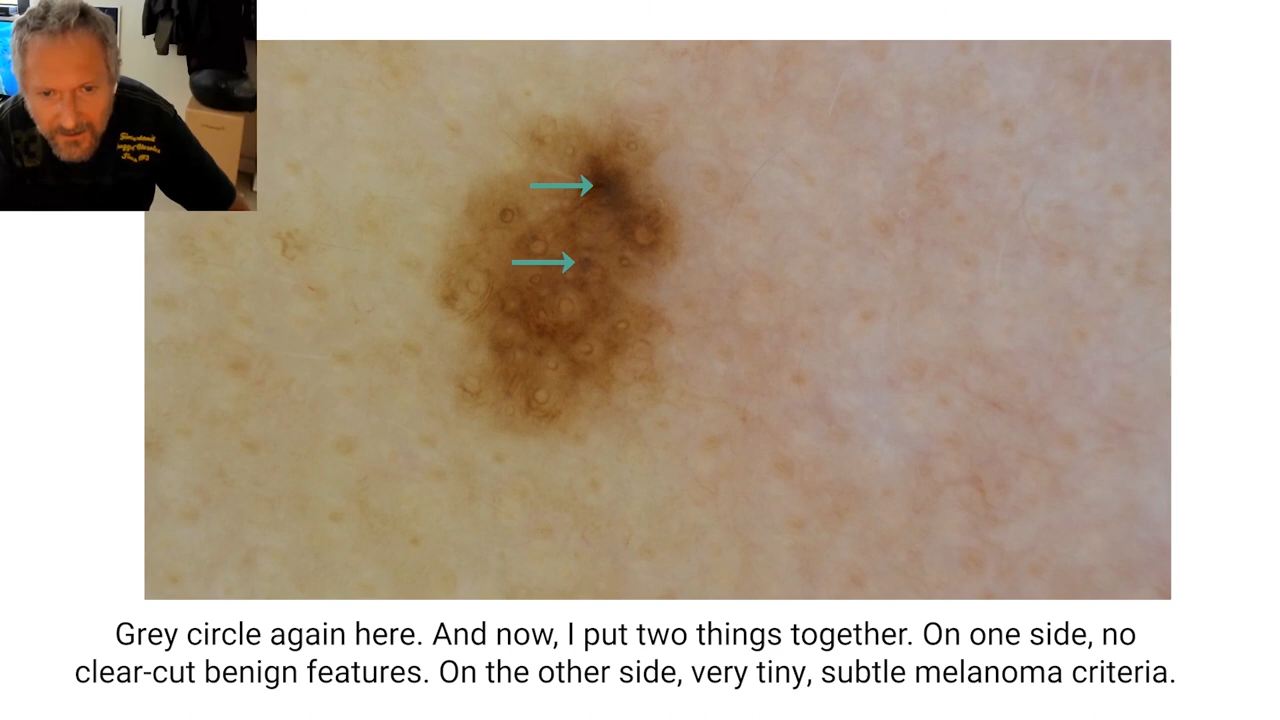 Grey circle again here. And now, I put two things together. On one side, no
clear-cut benign features. On the other side, very tiny, subtle melanoma criteria.